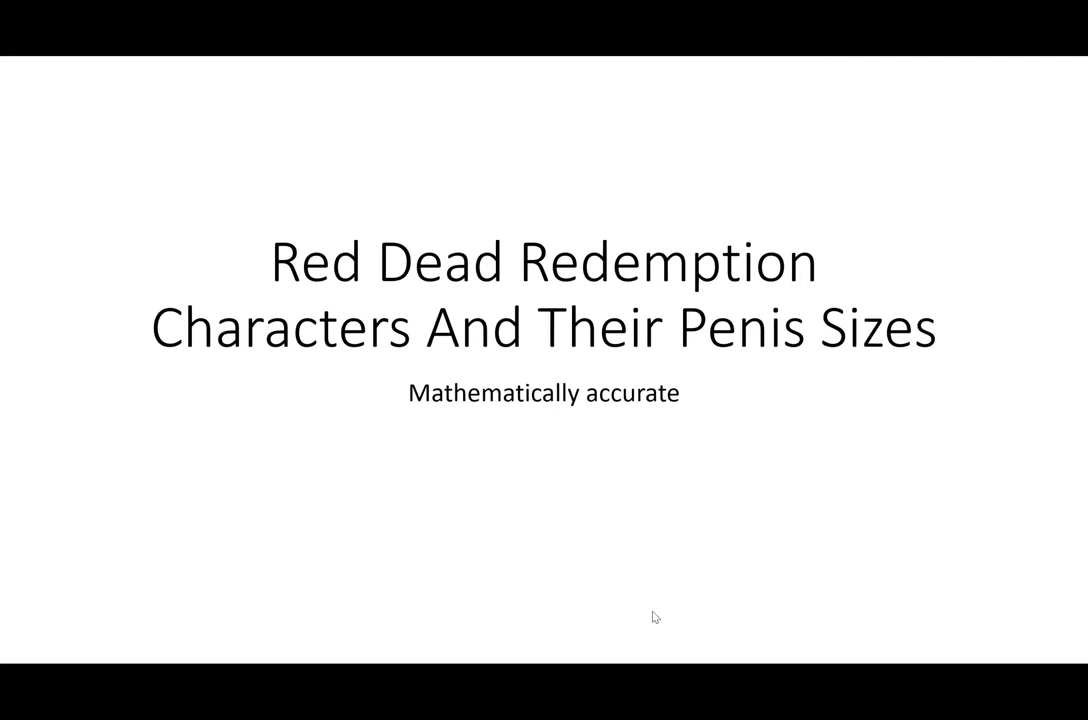 Red Dead Redemption
Characters And Their Penis Sizes
Mathematically accurate